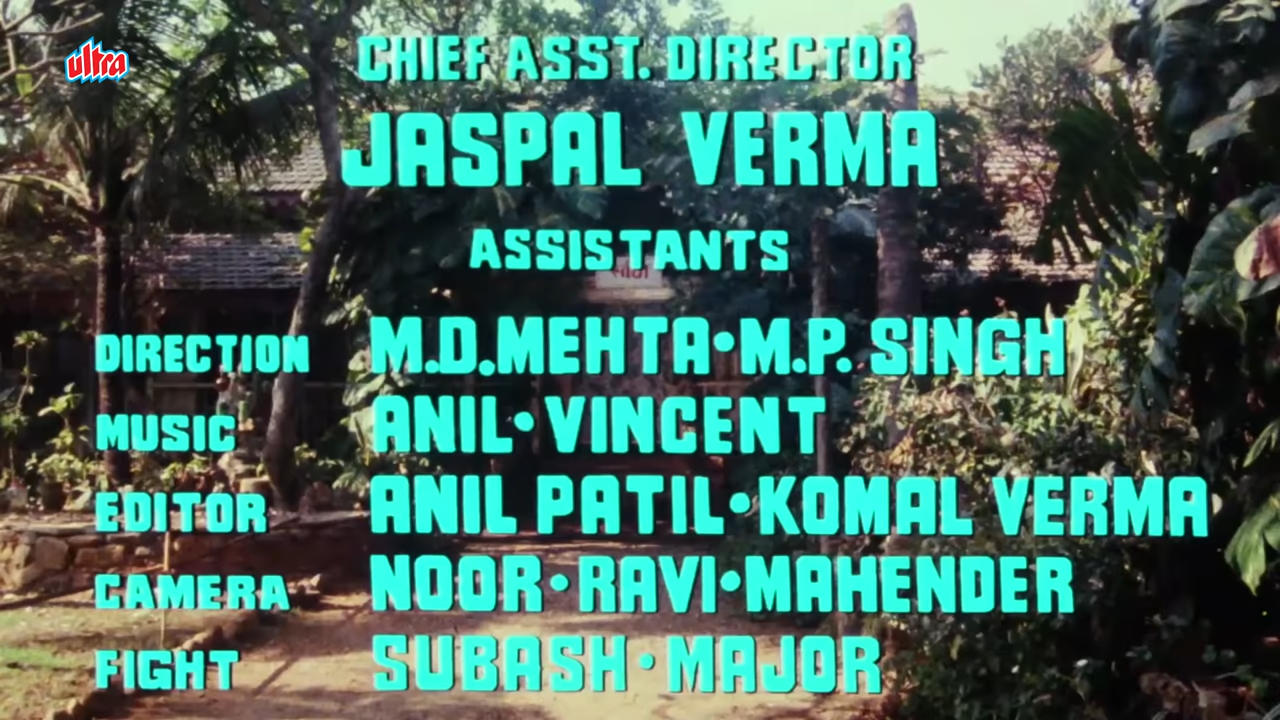 ultra
CHIEF ASST. DIRECTOR
JASPAL VERMA
ASSISTANTS
DIRECTION M.D.MEHTA•M.P. SINGH
MUSIC ANIL•VINCENT
EDITOR ANIL PATIL•KOMAL VERMA
CAMERA NOOR•RAVI•MAHENDER
FIGHT SUBASH•MAJOR